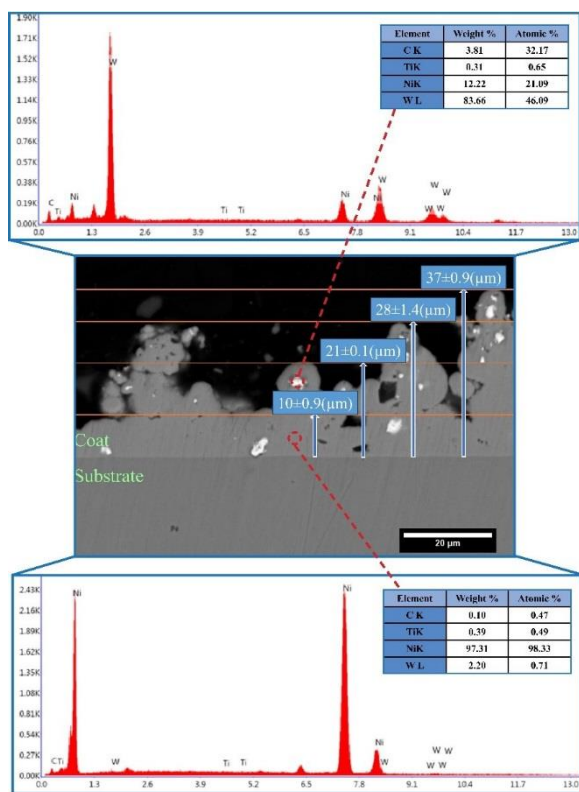 1.90K
1.71K
1.52K
1.33K
1.14K
0.95K
0.76K
0.57K
0.38K
0.19K
0.00K
W
C
Ti
Ni
Ti Ti
Ni
Ni
W
W
W
W W
0.0 1.3 2.6 3.9 5.2 6.5 7.8 9.1 10.4 11.7 13.0
Element Weight % Atomic %
C K 3.81 32.17
TiK 0.31 0.65
NiK 12.22 21.09
W L 83.66 46.09
37±0.9(µm)
28±1.4(µm)
21±0.1(µm)
10±0.9(µm)
Coat
Substrate
20 µm
2.43K
2.16K
1.89K
1.62K
1.35K
1.08K
0.81K
0.54K
0.27K
0.00K
Ni
CTi
W
Ti Ti
Ni
Ni
W
W W
W W
0.0 1.3 2.6 3.9 5.2 6.5 7.8 9.1 10.4 11.7 13.0
Element Weight % Atomic %
C K 0.10 0.47
TiK 0.39 0.49
NiK 97.31 98.33
W L 2.20 0.71